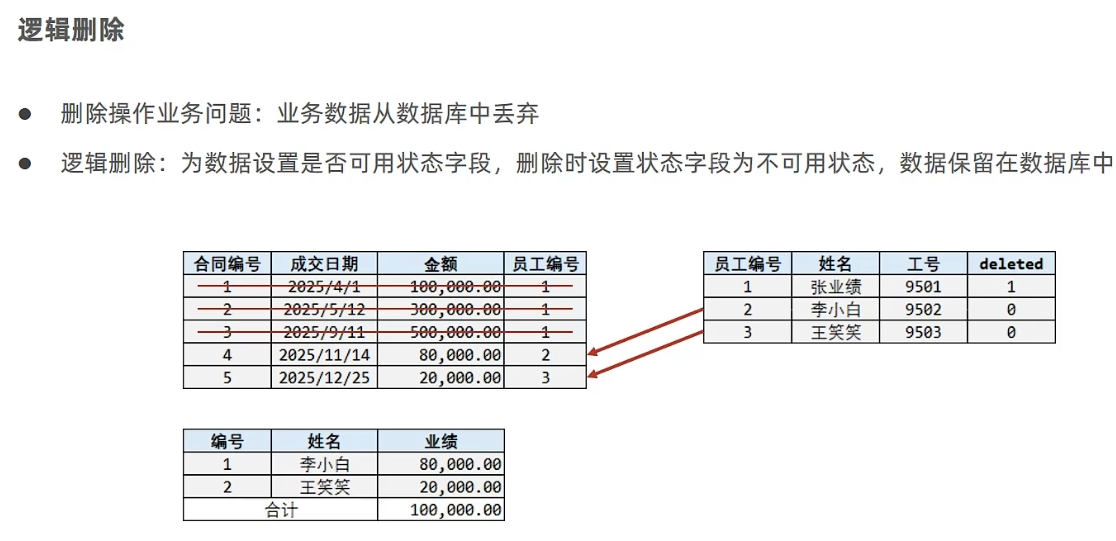 逻辑删除
● 删除操作业务问题：业务数据从数据库中丢弃
● 逻辑删除：为数据设置是否可用状态字段，删除时设置状态字段为不可用状态，数据保留在数据库中
合同编号 成交日期 金额 员工编号
1 2025/4/1 100,000.00 1
2 2025/5/12 300,000.00 1
3 2025/9/11 500,000.00 1
4 2025/11/14 80,000.00 2
5 2025/12/25 20,000.00 3
员工编号 姓名 工号 deleted
1 张业绩 9501 1
2 李小白 9502 0
3 王笑笑 9503 0
编号 姓名 业绩
1 李小白 80,000.00
2 王笑笑 20,000.00
合计 100,000.00